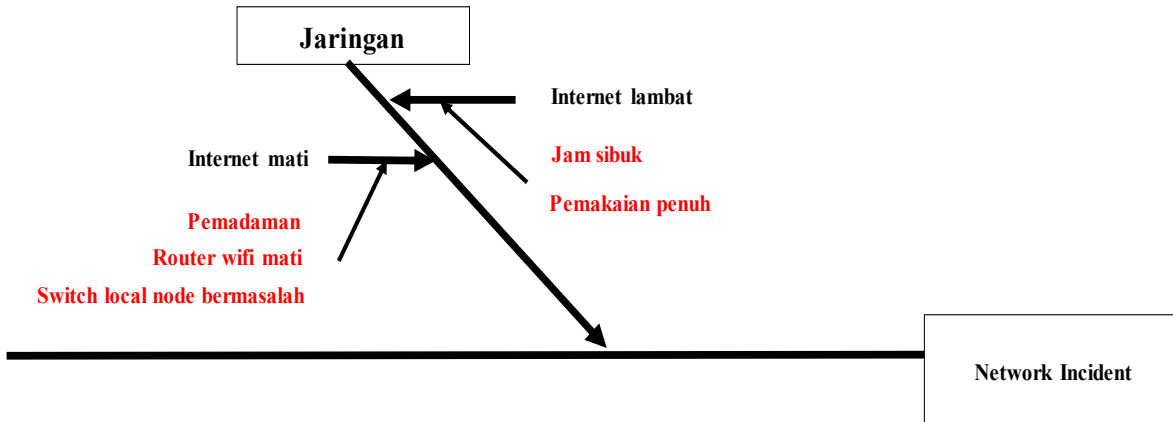 Jaringan
Internet lambat
Jam sibuk
Internet mati
Pemakaian penuh
Pemadaman
Router wifi mati
Switch local node bermasalah
Network Incident